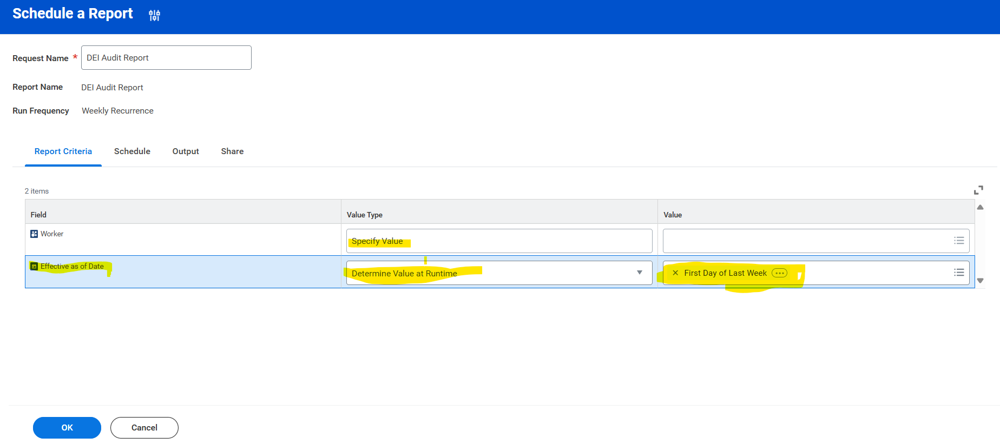 Schedule a Report
Request Name * DEI Audit Report
Report Name DEI Audit Report
Run Frequency Weekly Recurrence
Report Criteria Schedule Output Share
2 items
Field Value Type Value
Worker Specify Value
Effective as of Date Determine Value at Runtime × First Day of Last Week ...
OK Cancel